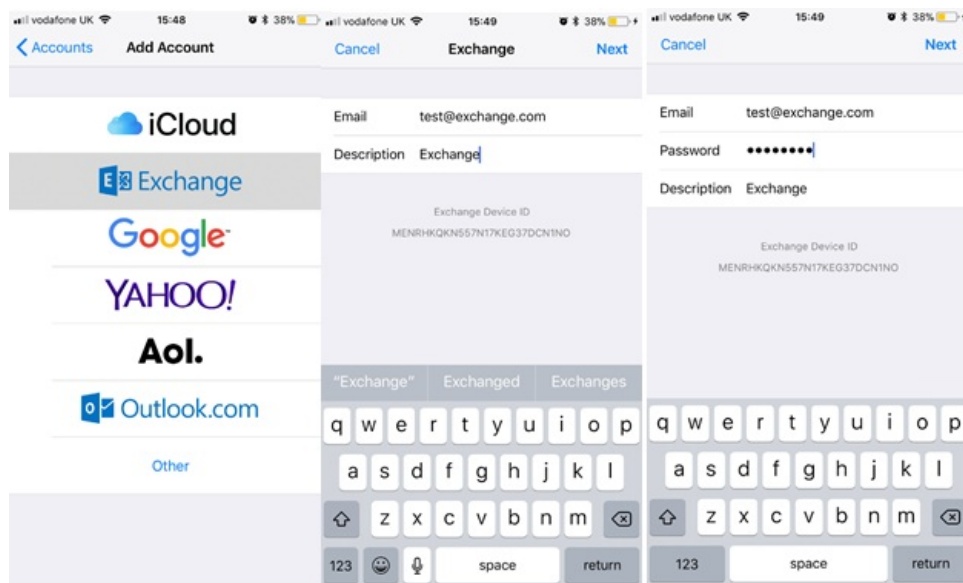 vodafone UK 15:48 38%
Accounts Add Account
iCloud
Exchange
Google
YAHOO!
Aol.
Outlook.com
Other
vodafone UK 15:49 38%
Cancel Exchange Next
Email test@exchange.com
Description Exchange
Exchange Device ID
MENRHKQKN557N17KEG37DCN1NO
"Exchange" Exchanged Exchanges
q w e r t y u i o p
a s d f g h j k l
z x c v b n m
123 space return
vodafone UK 15:49 38%
Cancel Next
Email test@exchange.com
Password ●●●●●●●●
Description Exchange
Exchange Device ID
MENRHKQKN557N17KEG37DCN1NO
q w e r t y u i o p
a s d f g h j k l
z x c v b n m
123 space return